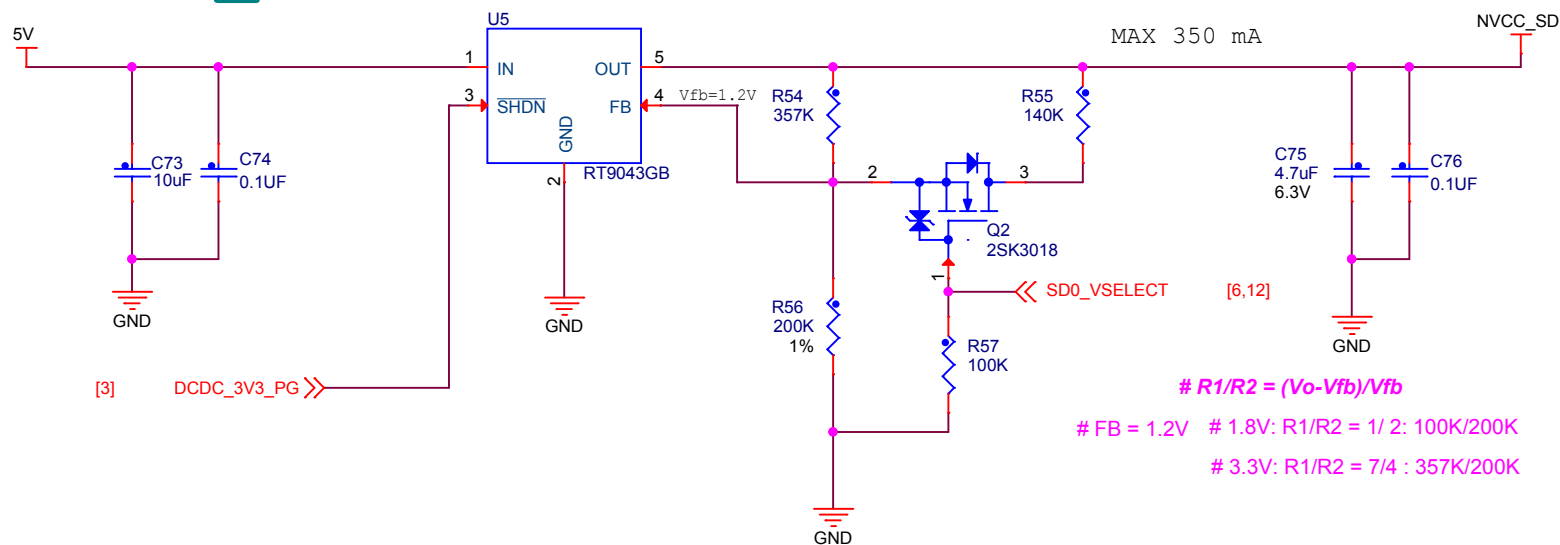 U5
5V
NVCC_SD
MAX 350 mA
1
IN
OUT
5
3
SHDN
FB
4
Vfb=1.2V
GND
2
RT9043GB
C73
10uF
C74
0.1UF
R54
357K
R55
140K
2
3
Q2
2SK3018
1
C75
4.7uF
6.3V
C76
0.1UF
SD0_VSELECT
[6,12]
R56
200K
1%
R57
100K
GND
GND
GND
[3]
DCDC_3V3_PG
# R1/R2 = (Vo-Vfb)/Vfb
# FB = 1.2V
# 1.8V: R1/R2 = 1/ 2: 100K/200K
# 3.3V: R1/R2 = 7/4 : 357K/200K
GND